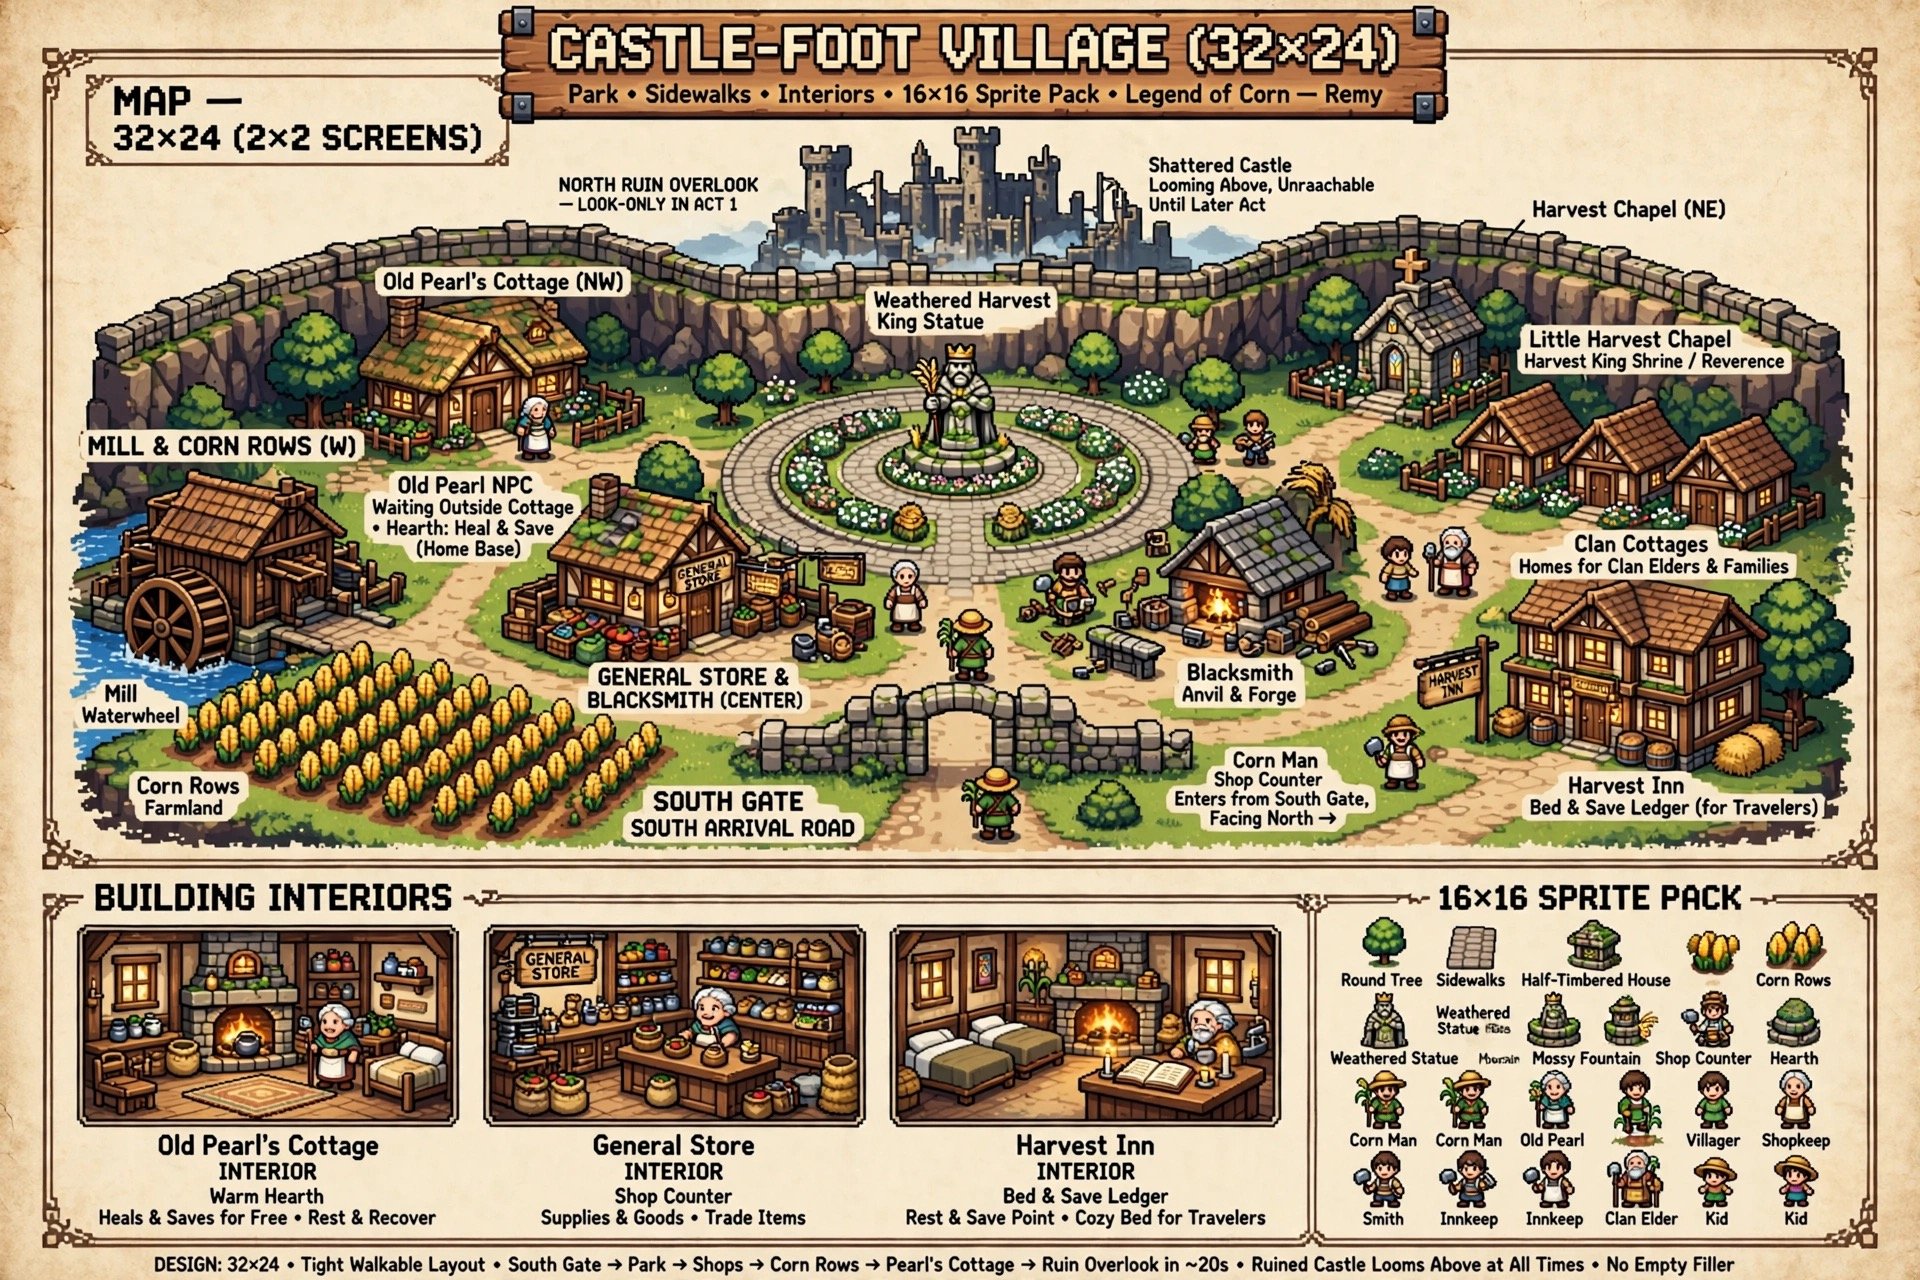 CASTLE-FOOT VILLAGE (32×24)
Park • Sidewalks • Interiors • 16×16 Sprite Pack • Legend of Corn — Remy
MAP —
32×24 (2×2 SCREENS)
NORTH RUIN OVERLOOK
— LOOK-ONLY IN ACT 1
Shattered Castle
Looming Above, Unraachable
Until Later Act
Harvest Chapel (NE)
Old Pearl's Cottage (NW)
Weathered Harvest
King Statue
Little Harvest Chapel
Harvest King Shrine / Reverence
MILL & CORN ROWS (W)
Old Pearl NPC
Waiting Outside Cottage
• Hearth: Heal & Save
(Home Base)
GENERAL
STORE
Clan Cottages
Homes for Clan Elders & Families
GENERAL STORE &
BLACKSMITH (CENTER)
Blacksmith
Anvil & Forge
HARVEST
INN
Mill
Waterwheel
Corn Rows
Farmland
SOUTH GATE
SOUTH ARRIVAL ROAD
Corn Man
Shop Counter
Enters from South Gate,
Facing North →
Harvest Inn
Bed & Save Ledger (for Travelers)
BUILDING INTERIORS
GENERAL
STORE
Old Pearl's Cottage
INTERIOR
Warm Hearth
Heals & Saves for Free • Rest & Recover
General Store
INTERIOR
Shop Counter
Supplies & Goods • Trade Items
Harvest Inn
INTERIOR
Bed & Save Ledger
Rest & Save Point • Cozy Bed for Travelers
16×16 SPRITE PACK
Round Tree
Sidewalks
Half-Timbered House
Corn Rows
Weathered
Statue
Weathered Statue
Mossy Fountain
Shop Counter
Hearth
Corn Man
Corn Man
Old Pearl
Villager
Shopkeep
Smith
Innkeep
Innkeep
Clan Elder
Kid
Kid
DESIGN: 32×24 • Tight Walkable Layout • South Gate → Park → Shops → Corn Rows → Pearl's Cottage → Ruin Overlook in ~20s • Ruined Castle Looms Above at All Times • No Empty Filler